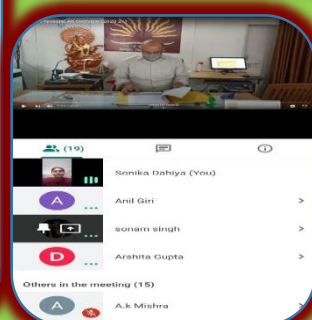 (19)
Sonika Dahiya (You)
A
Anil Giri
sonam singh
D
Arshita Gupta
Others in the meeting (15)
A
A.k Mishra